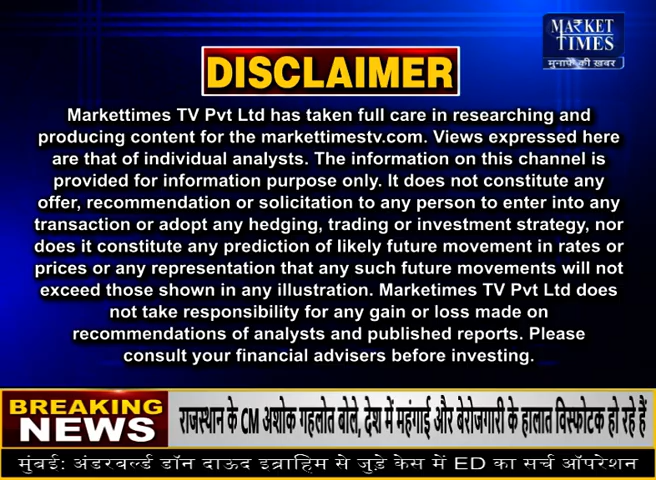 MARKET
TIMES
मुनाफे की ख़बर
DISCLAIMER
Markettimes TV Pvt Ltd has taken full care in researching and
producing content for the markettimestv.com. Views expressed here
are that of individual analysts. The information on this channel is
provided for information purpose only. It does not constitute any
offer, recommendation or solicitation to any person to enter into any
transaction or adopt any hedging, trading or investment strategy, nor
does it constitute any prediction of likely future movement in rates or
prices or any representation that any such future movements will not
exceed those shown in any illustration. Marketimes TV Pvt Ltd does
not take responsibility for any gain or loss made on
recommendations of analysts and published reports. Please
consult your financial advisers before investing.
BREAKING
NEWS
राजस्थान के CM अशोक गहलोत बोले, देश में महंगाई और बेरोजगारी के हालात विस्फोटक हो रहे हैं
मुंबई: अंडरवर्ल्ड डॉन दाऊद इब्राहिम से जुड़े केस में ED का सर्च ऑपरेशन